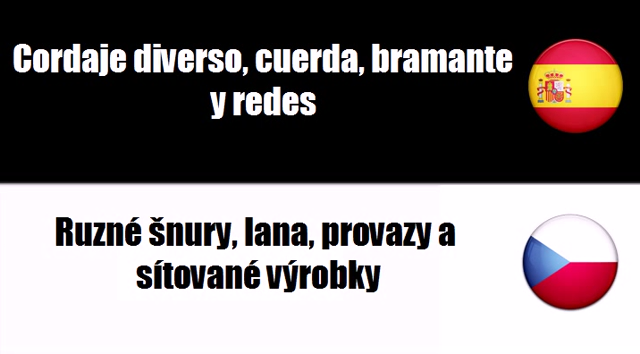 Cordaje diverso, cuerda, bramante
y redes
Ruzné šnury, lana, provazy a
sítované výrobky